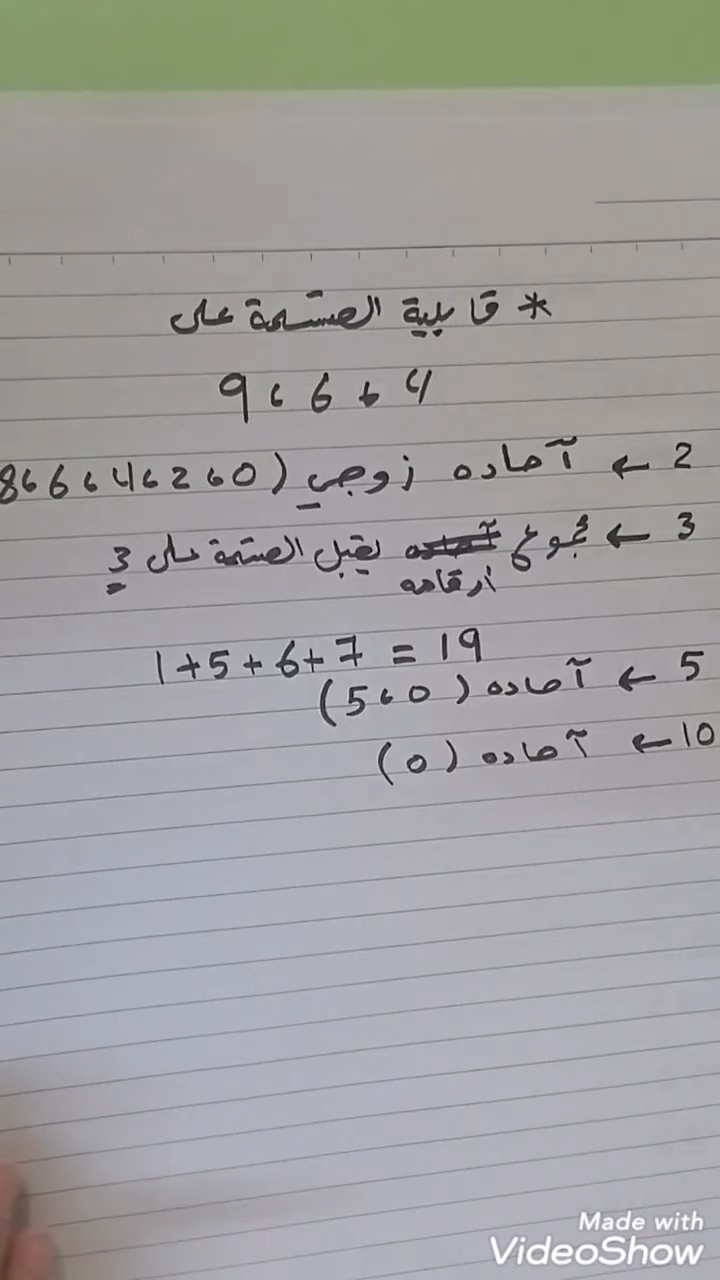 * قابلية القسمة على
4 ، 6 ، 9
2 ← آحاده زوجي (0 ، 2 ، 4 ، 6 ، 8
3 ← مجموع أرقامه يقبل القسمة على 3
1 + 5 + 6 + 7 = 19
5 ← آحاده (0 ، 5)
10 ← آحاده (0)
Made with
VideoShow